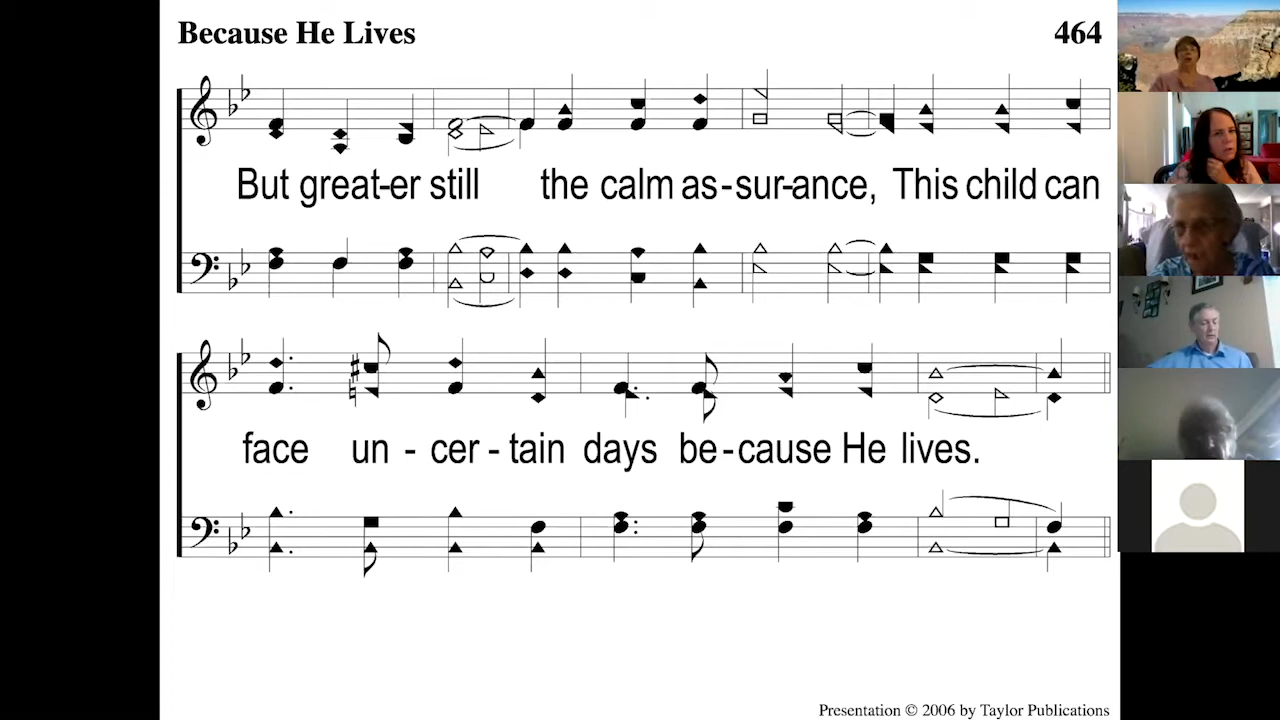 Because He Lives
464
But great-er still the calm as-sur-ance, This child can
face un - cer - tain days be-cause He lives.
Presentation © 2006 by Taylor Publications